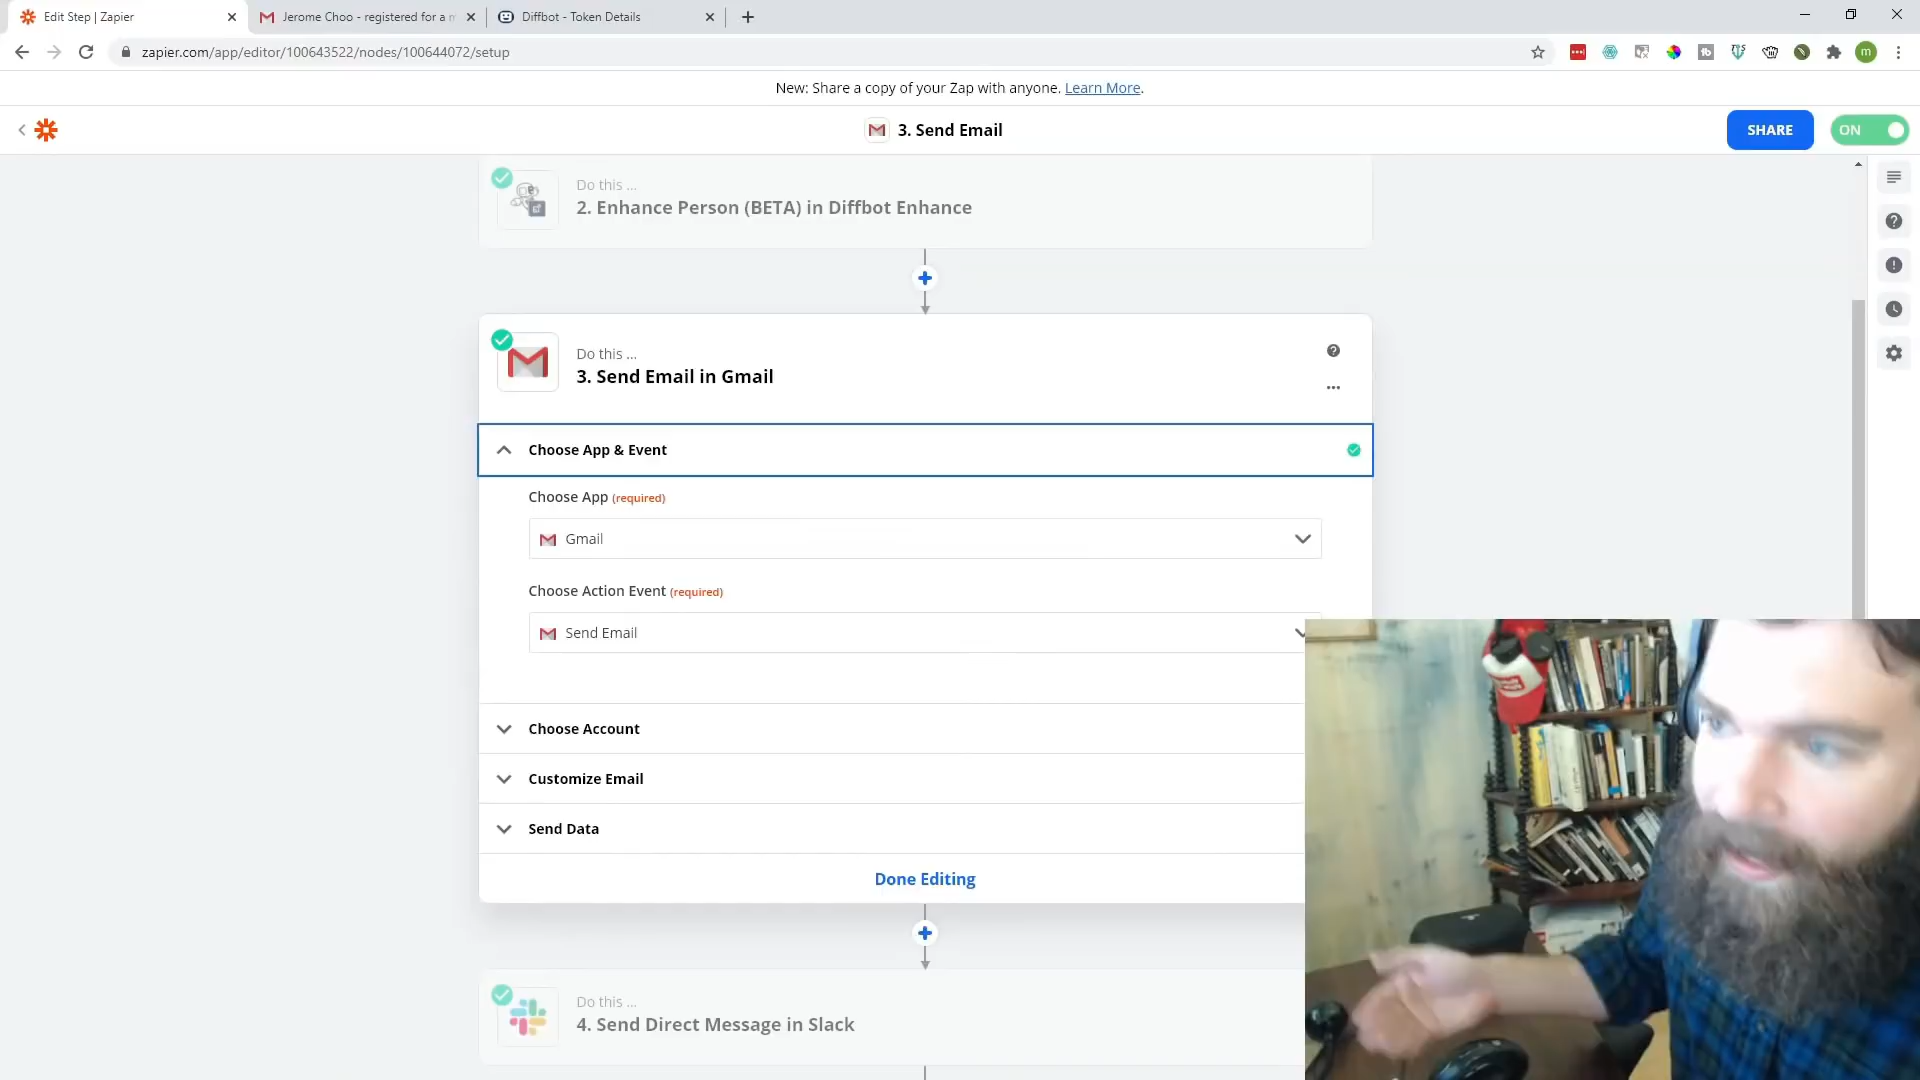 Edit Step | Zapier
Jerome Choo - registered for a
Diffbot - Token Details
zapier.com/app/editor/100643522/nodes/100644072/setup
m
New: Share a copy of your Zap with anyone. Learn More.
3. Send Email
SHARE
ON
Do this ...
2. Enhance Person (BETA) in Diffbot Enhance
Do this ...
3. Send Email in Gmail
Choose App & Event
Choose App (required)
Gmail
Choose Action Event (required)
Send Email
Choose Account
Customize Email
Send Data
Done Editing
Do this ...
4. Send Direct Message in Slack